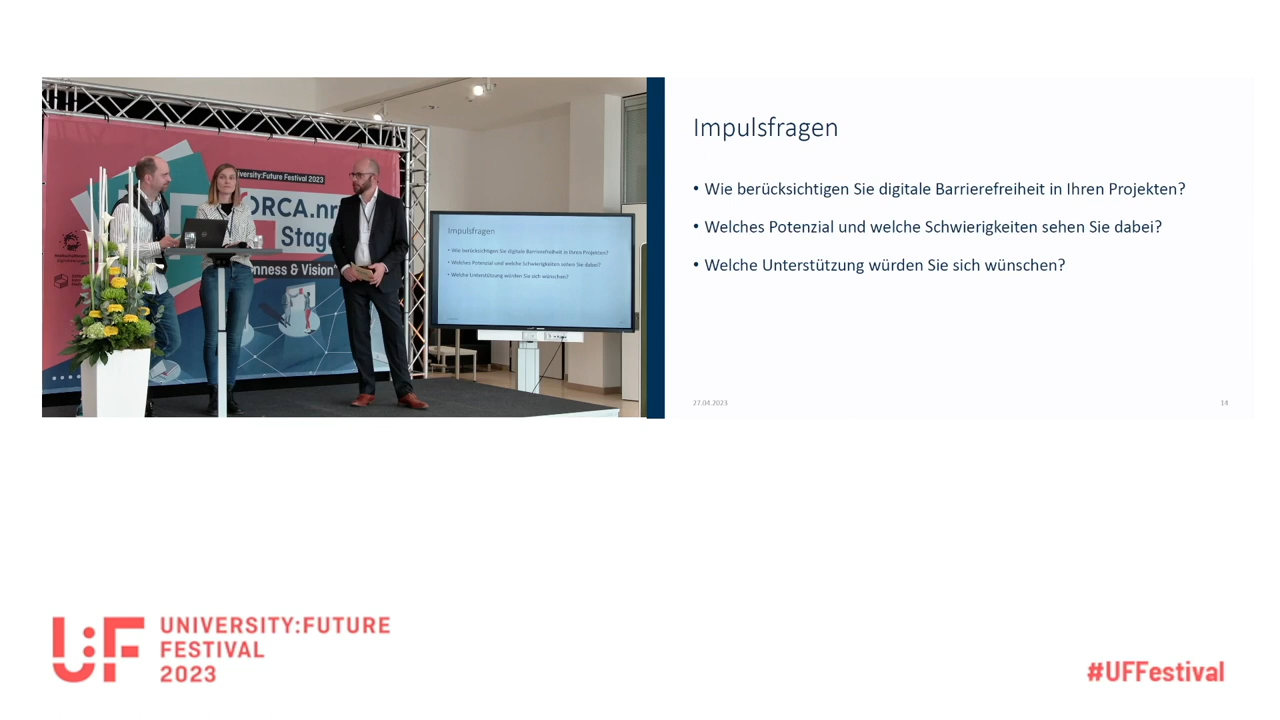 University:Future Festival 2023
ORCA.nr
Stage
nness & Vision'
Impulsfragen
• Wie berücksichtigen Sie digitale Barrierefreiheit in Ihren Projekten?
• Welches Potenzial und welche Schwierigkeiten sehen Sie dabei?
• Welche Unterstützung würden Sie sich wünschen?
Impulsfragen
• Wie berücksichtigen Sie digitale Barrierefreiheit in Ihren Projekten?
• Welches Potenzial und welche Schwierigkeiten sehen Sie dabei?
• Welche Unterstützung würden Sie sich wünschen?
27.04.2023
14
UNIVERSITY:FUTURE
FESTIVAL
2023
#UFFestival